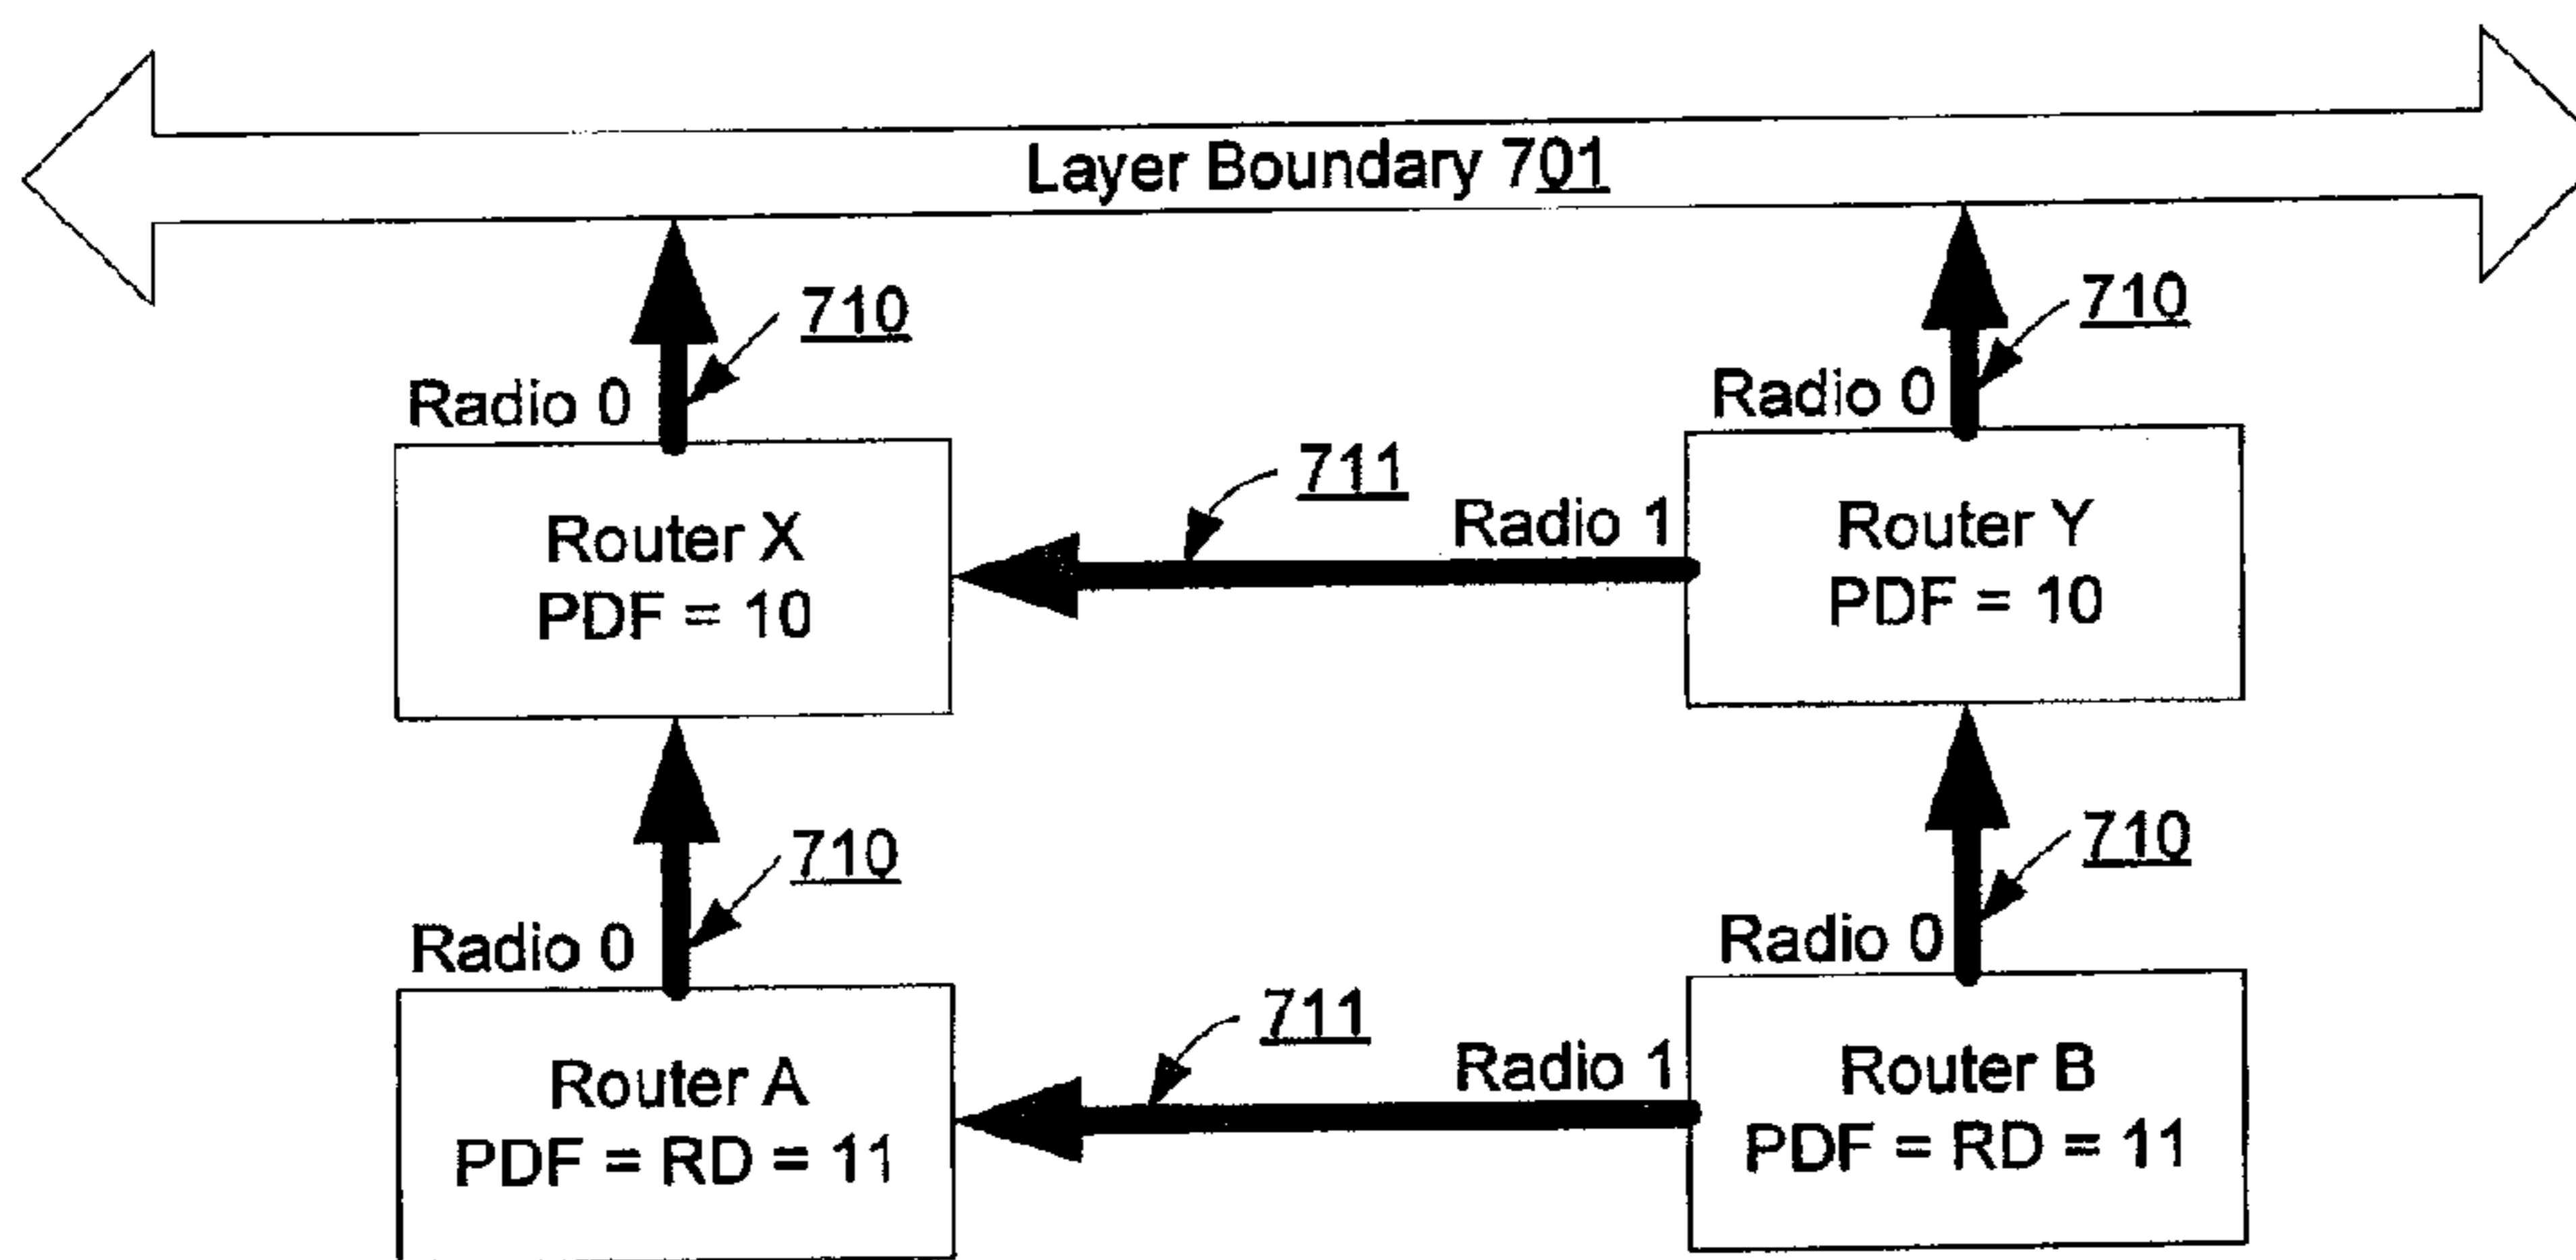 Layer Boundary 701
710
710
Radio 0
Radio 0
711
Radio 1
Router X
PDF = 10
Router Y
PDF = 10
710
710
Radio 0
Radio 0
711
Radio 1
Router A
PDF = RD = 11
Router B
PDF = RD = 11